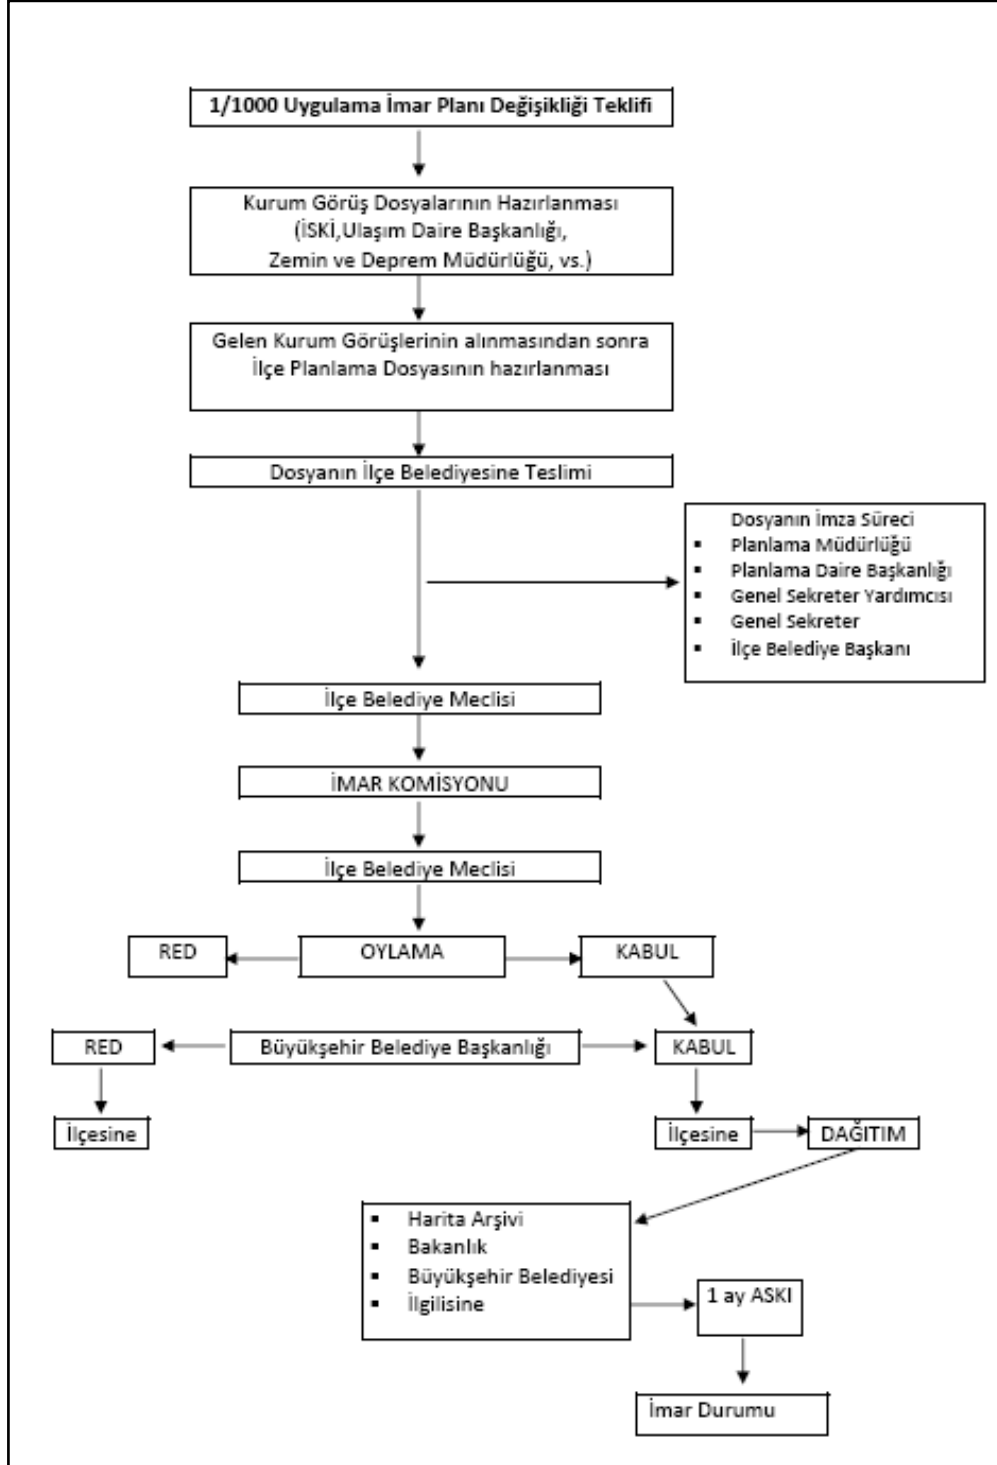 1/1000 Uygulama İmar Planı Değişikliği Teklifi
Kurum Görüş Dosyalarının Hazırlanması
(İSKİ,Ulaşım Daire Başkanlığı,
Zemin ve Deprem Müdürlüğü, vs.)
Gelen Kurum Görüşlerinin alınmasından sonra
İlçe Planlama Dosyasının hazırlanması
Dosyanın İlçe Belediyesine Teslimi
Dosyanın İmza Süreci
▪ Planlama Müdürlüğü
▪ Planlama Daire Başkanlığı
▪ Genel Sekreter Yardımcısı
▪ Genel Sekreter
▪ İlçe Belediye Başkanı
İlçe Belediye Meclisi
İMAR KOMİSYONU
İlçe Belediye Meclisi
RED
OYLAMA
KABUL
RED
Büyükşehir Belediye Başkanlığı
KABUL
İlçesine
İlçesine
DAĞITIM
▪ Harita Arşivi
▪ Bakanlık
▪ Büyükşehir Belediyesi
▪ İlgilisine
1 ay ASKI
İmar Durumu